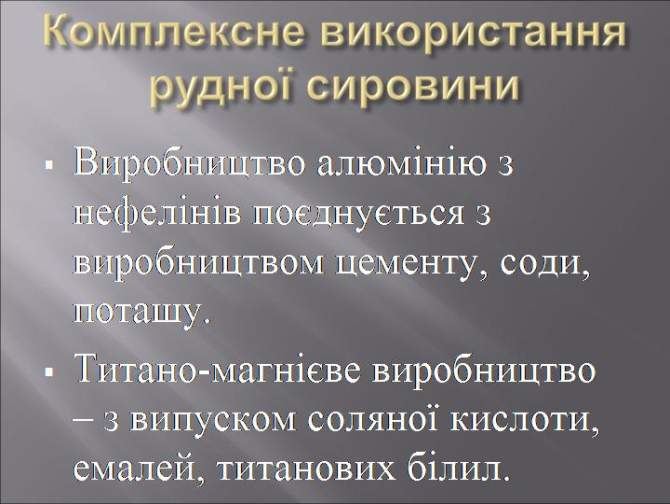 Комплексне використання
рудної сировини
▪ Виробництво алюмінію з
нефелінів поєднується з
виробництвом цементу, соди,
поташу.
▪ Титано-магнієве виробництво
– з випуском соляної кислоти,
емалей, титанових білил.